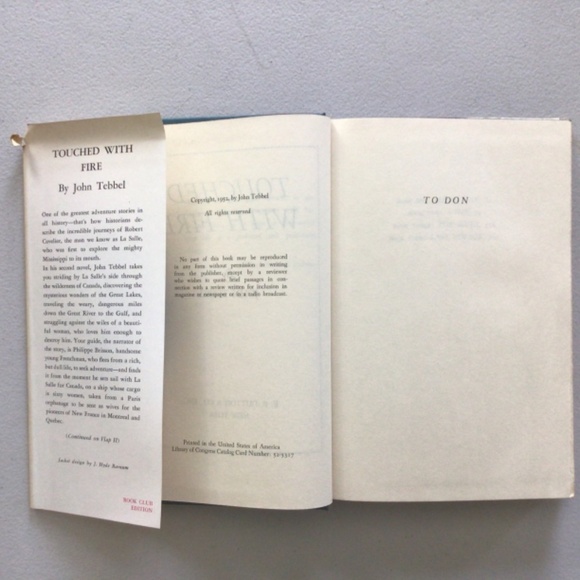 TOUCHED WITH
FIRE
By John Tebbel
One of the greatest adventure stories in
all history—that's how historians de-
scribe the incredible journeys of Robert
Cavelier, the man we know as La Salle,
who was first to explore the mighty
Mississippi to its mouth.
In his second novel, John Tebbel takes
you striding by La Salle's side through
the wilderness of Canada, discovering the
mysterious wonders of the Great Lakes,
traveling the weary, dangerous miles
down the Great River to the Gulf, and
struggling against the wiles of a beauti-
ful woman, who loves him enough to
destroy him. Your guide, the narrator of
the story, is Philippe handsome
young Frenchman, who flees from a rich,
but dull life, to seek adventure—and finds
it from the moment he sets sail with La
Salle for Canada, on a ship whose cargo
is sixty women, taken from a Paris
orphanage to be sent as wives for the
pioneers of New France in Montreal and
Quebec.
(Continued on Flap II)
Jacket design by J.
BOOK CLUB
EDITION
Copyright, 1952, by John Tebbel
All rights reserved
No part of this book may be reproduced
in any form without permission in writing
from the publisher, except by a reviewer
who wishes to quote brief passages in con-
nection with a review written for inclusion in
magazine or newspaper or in a radio broadcast.
Printed in the United States of America
Library of Congress Catalog Card Number:
TO DON